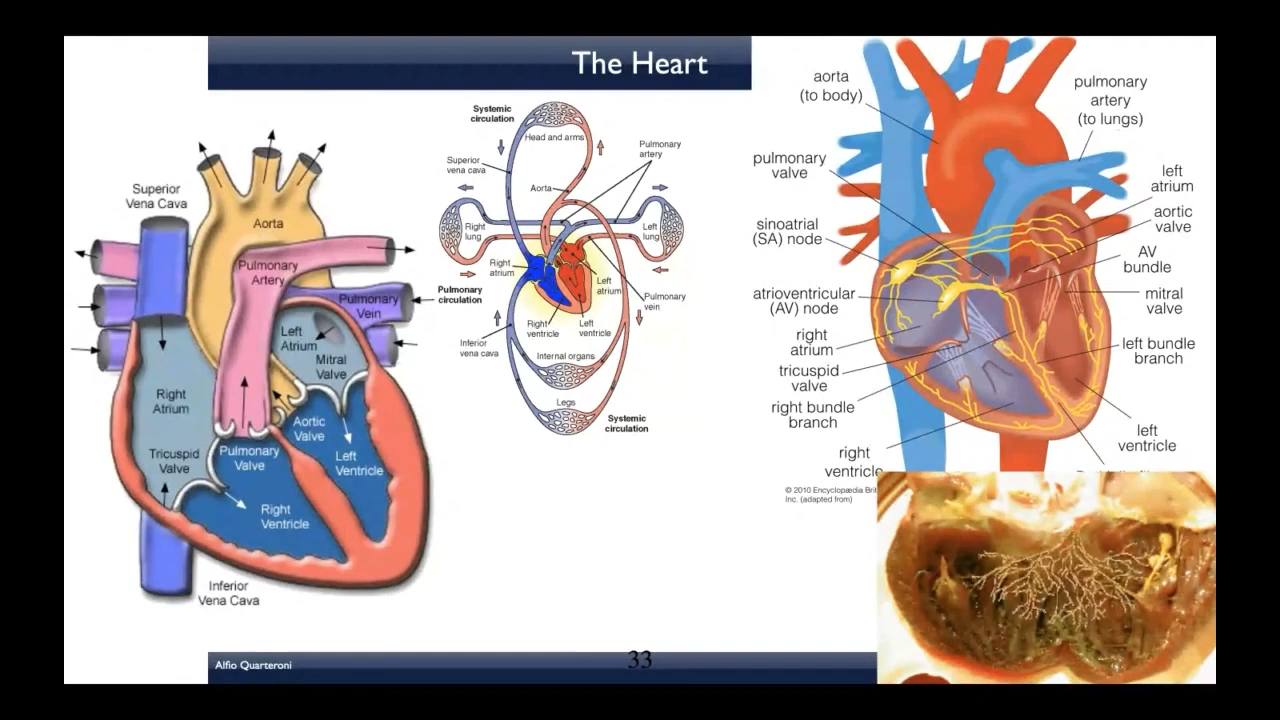 The Heart
Superior
Vena Cava
Aorta
Pulmonary
Artery
Pulmonary
Vein
Left
Atrium
Mitral
Valve
Right
Atrium
Aortic
Valve
Tricuspid
Valve
Pulmonary
Valve
Left
Ventricle
Right
Ventricle
Inferior
Vena Cava
Systemic
circulation
Head and arms
Pulmonary
artery
Superior
vena cava
Aorta
Right
lung
Left
lung
Right
atrium
Left
atrium
Pulmonary
circulation
Pulmonary
vein
Right
ventricle
Left
ventricle
Inferior
vena cava
Internal organs
Legs
Systemic
circulation
aorta
(to body)
pulmonary
artery
(to lungs)
pulmonary
valve
left
atrium
aortic
valve
sinoatrial
(SA) node
AV
bundle
atrioventricular
(AV) node
mitral
valve
right
atrium
left bundle
branch
tricuspid
valve
right bundle
branch
left
ventricle
right
ventricle
© 2010 Encyclopædia Brit
Inc. (adapted from)
Alfio Quarteroni
33